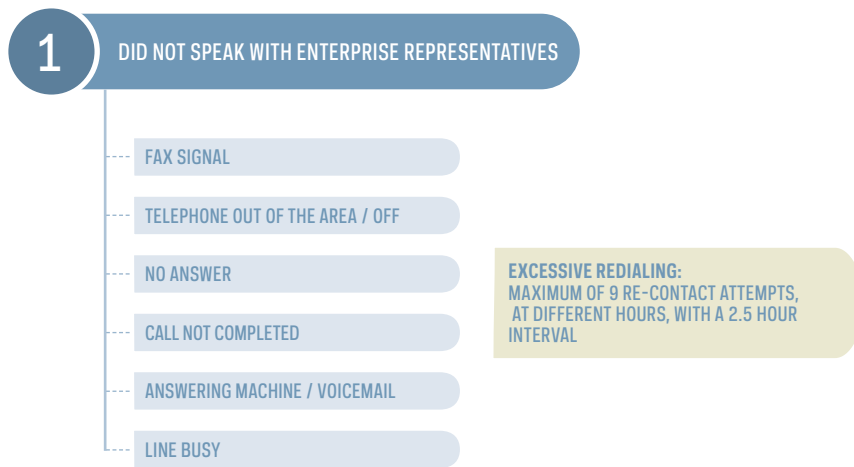 1
DID NOT SPEAK WITH ENTERPRISE REPRESENTATIVES
FAX SIGNAL
TELEPHONE OUT OF THE AREA / OFF
NO ANSWER
CALL NOT COMPLETED
ANSWERING MACHINE / VOICEMAIL
LINE BUSY
EXCESSIVE REDIALING:
MAXIMUM OF 9 RE-CONTACT ATTEMPTS,
AT DIFFERENT HOURS, WITH A 2.5 HOUR
INTERVAL